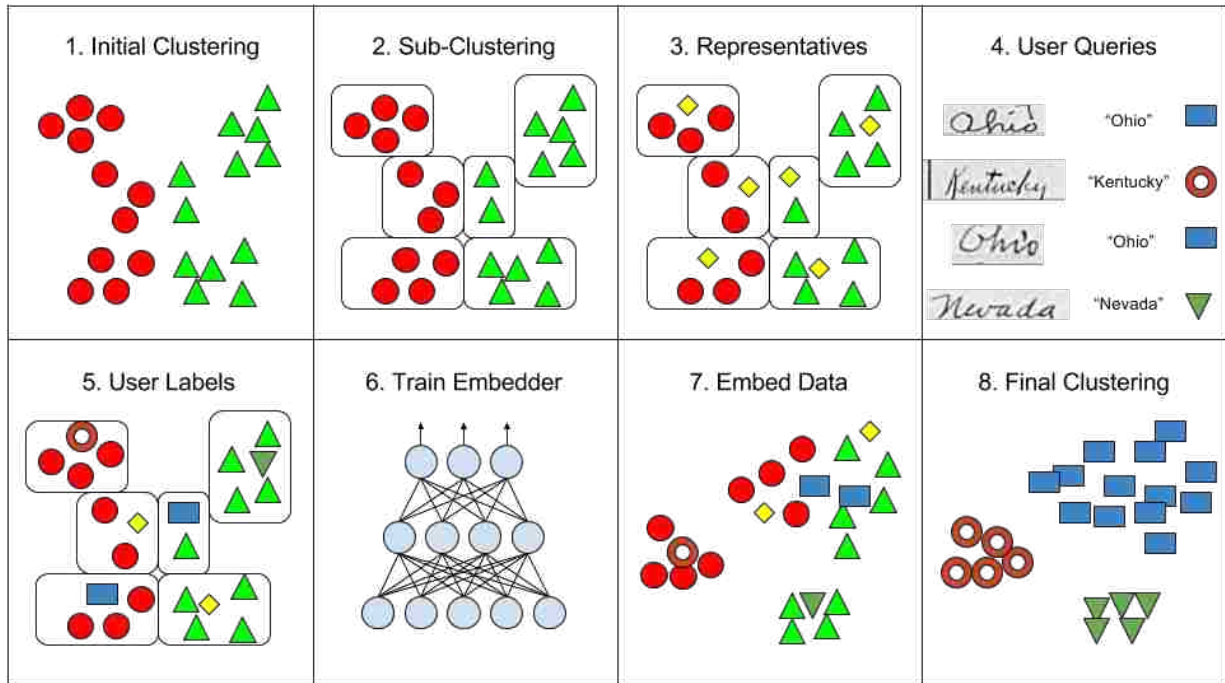 1. Initial Clustering
2. Sub-Clustering
3. Representatives
4. User Queries
Ohio "Ohio"
Kentucky "Kentucky"
Ohio "Ohio"
Nevada "Nevada"
5. User Labels
6. Train Embedder
7. Embed Data
8. Final Clustering